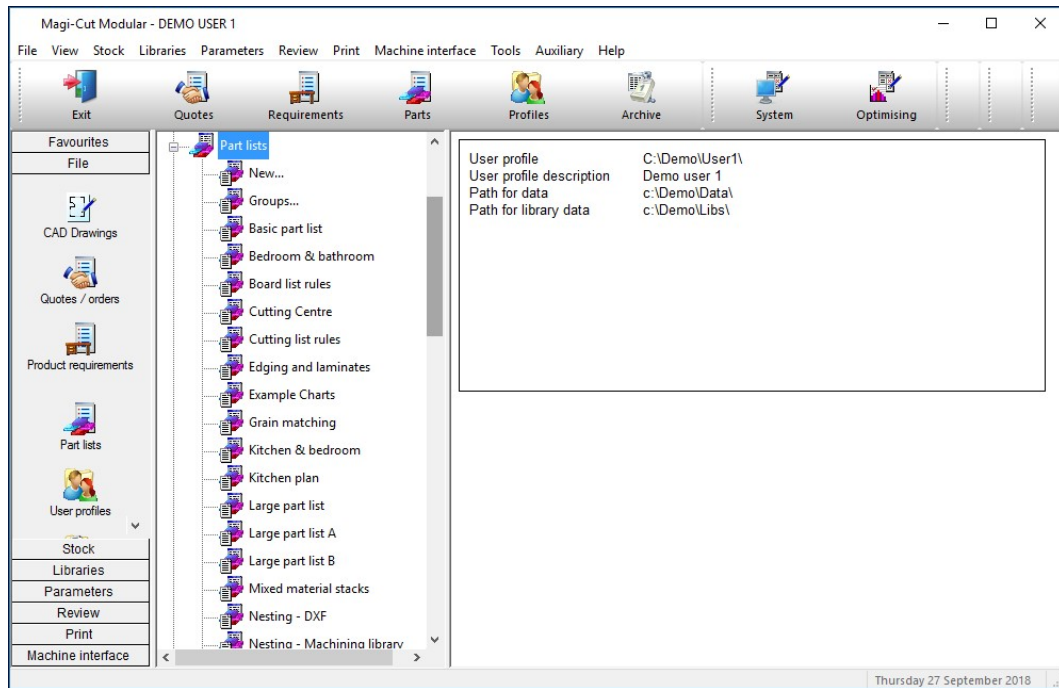 Magi-Cut Modular - DEMO USER 1
File View Stock Libraries Parameters Review Print Machine interface Tools Auxiliary Help
Exit Quotes Requirements Parts Profiles Archive System Optimising
Favourites
File
CAD Drawings
Quotes / orders
Product requirements
Part lists
User profiles
Stock
Libraries
Parameters
Review
Print
Machine interface
Part lists
New...
Groups...
Basic part list
Bedroom & bathroom
Board list rules
Cutting Centre
Cutting list rules
Edging and laminates
Example Charts
Grain matching
Kitchen & bedroom
Kitchen plan
Large part list
Large part list A
Large part list B
Mixed material stacks
Nesting - DXF
Nesting - Machining library
User profile C:\Demo\User1\
User profile description Demo user 1
Path for data c:\Demo\Data\
Path for library data c:\Demo\Libs\
Thursday 27 September 2018